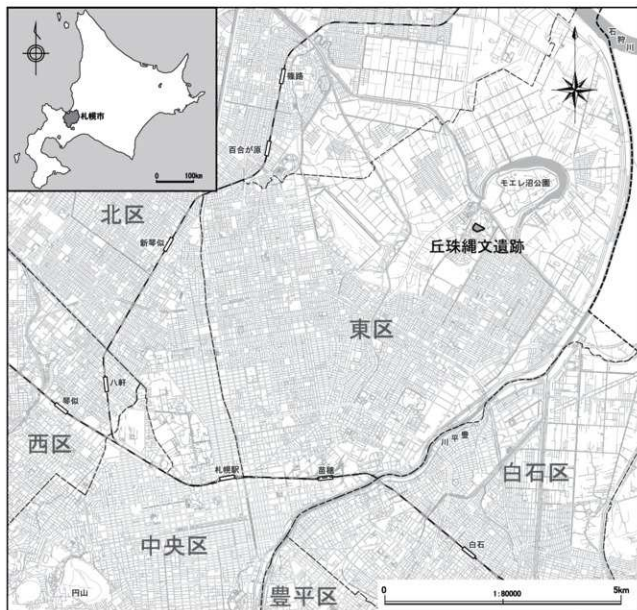 札幌市
0
100km
石狩川
篠路
百合が原
モエレ沼公園
北区
新琴似
丘珠縄文遺跡
東区
八軒
琴似
西区
豊平川
白石区
札幌駅
苗穂
中央区
白石
円山
豊平区
0
1:80000
5km